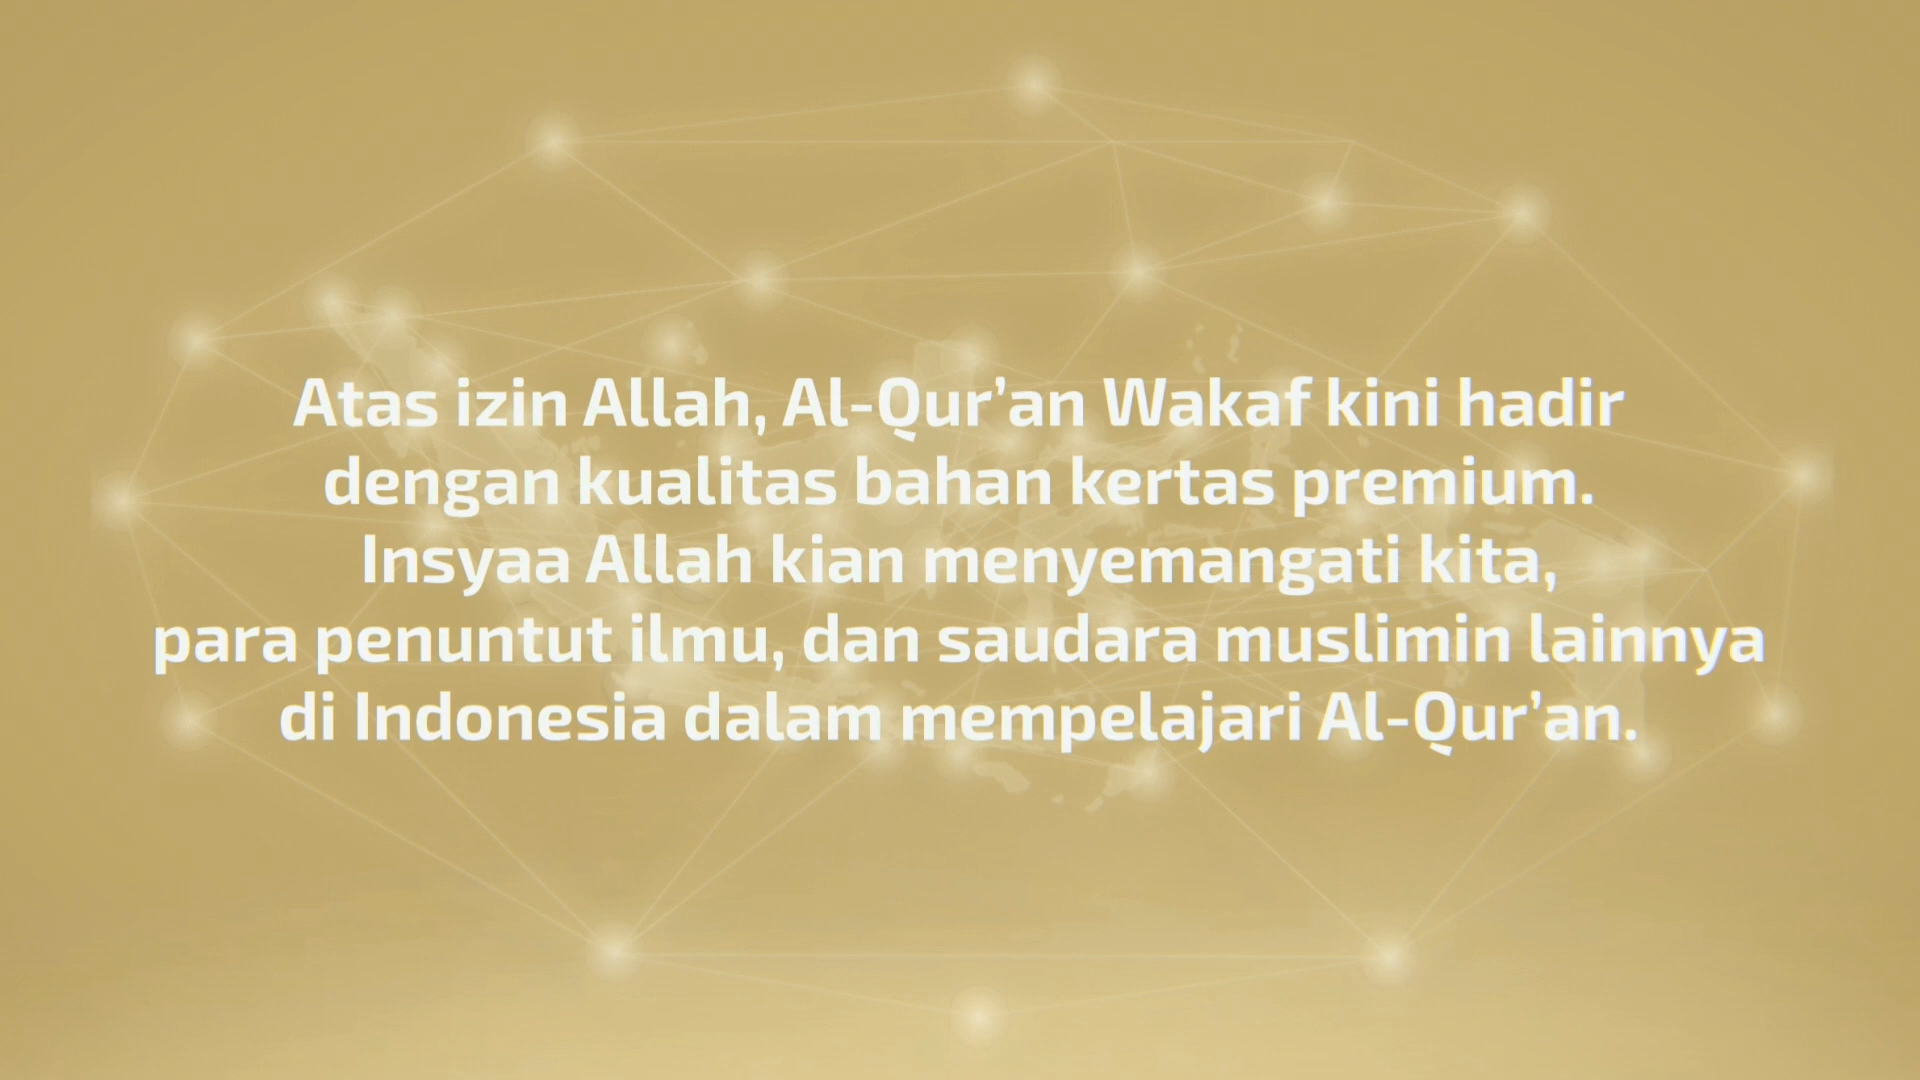 Atas izin Allah, Al-Qur’an Wakaf kini hadir
dengan kualitas bahan kertas premium.
Insyaa Allah kian menyemangati kita,
para penuntut ilmu, dan saudara muslimin lainnya
di Indonesia dalam mempelajari Al-Qur’an.